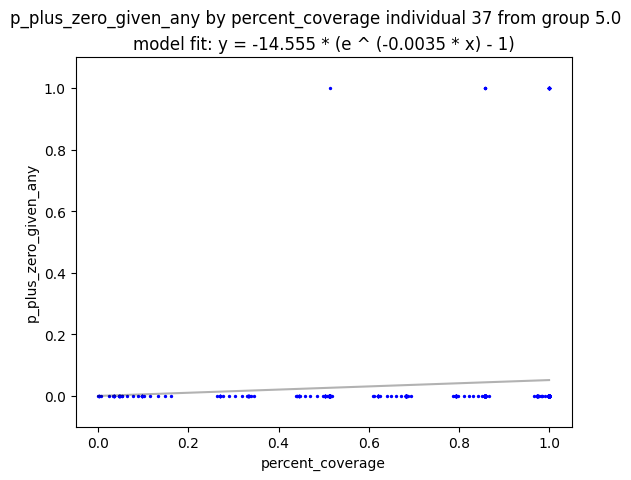 p_plus_zero_given_any by percent_coverage individual 37 from group 5.0
model fit: y = -14.555 * (e ^ (-0.0035 * x) - 1)
1.0
0.8
0.6
0.4
0.2
0.0
p_plus_zero_given_any
0.0 0.2 0.4 0.6 0.8 1.0
percent_coverage